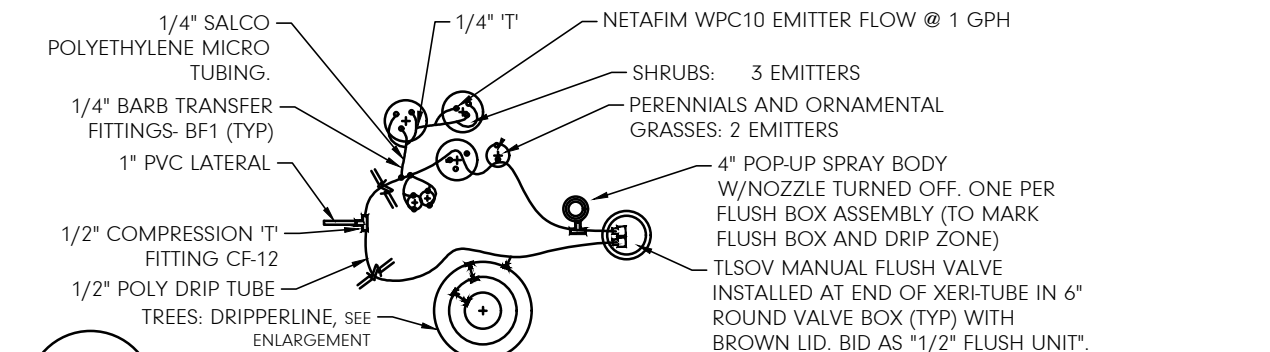 1/4" SALCO
POLYETHYLENE MICRO
TUBING.
1/4" BARB TRANSFER
FITTINGS- BF1 (TYP)
1" PVC LATERAL
1/2" COMPRESSION 'T'
FITTING CF-12
1/2" POLY DRIP TUBE
TREES: DRIPPERLINE, SEE
ENLARGEMENT
1/4" 'T'
NETAFIM WPC10 EMITTER FLOW @ 1 GPH
SHRUBS: 3 EMITTERS
PERENNIALS AND ORNAMENTAL
GRASSES: 2 EMITTERS
4" POP-UP SPRAY BODY
W/NOZZLE TURNED OFF. ONE PER
FLUSH BOX ASSEMBLY (TO MARK
FLUSH BOX AND DRIP ZONE)
TLSOV MANUAL FLUSH VALVE
INSTALLED AT END OF XERI-TUBE IN 6"
ROUND VALVE BOX (TYP) WITH
BROWN LID. BID AS "1/2" FLUSH UNIT".